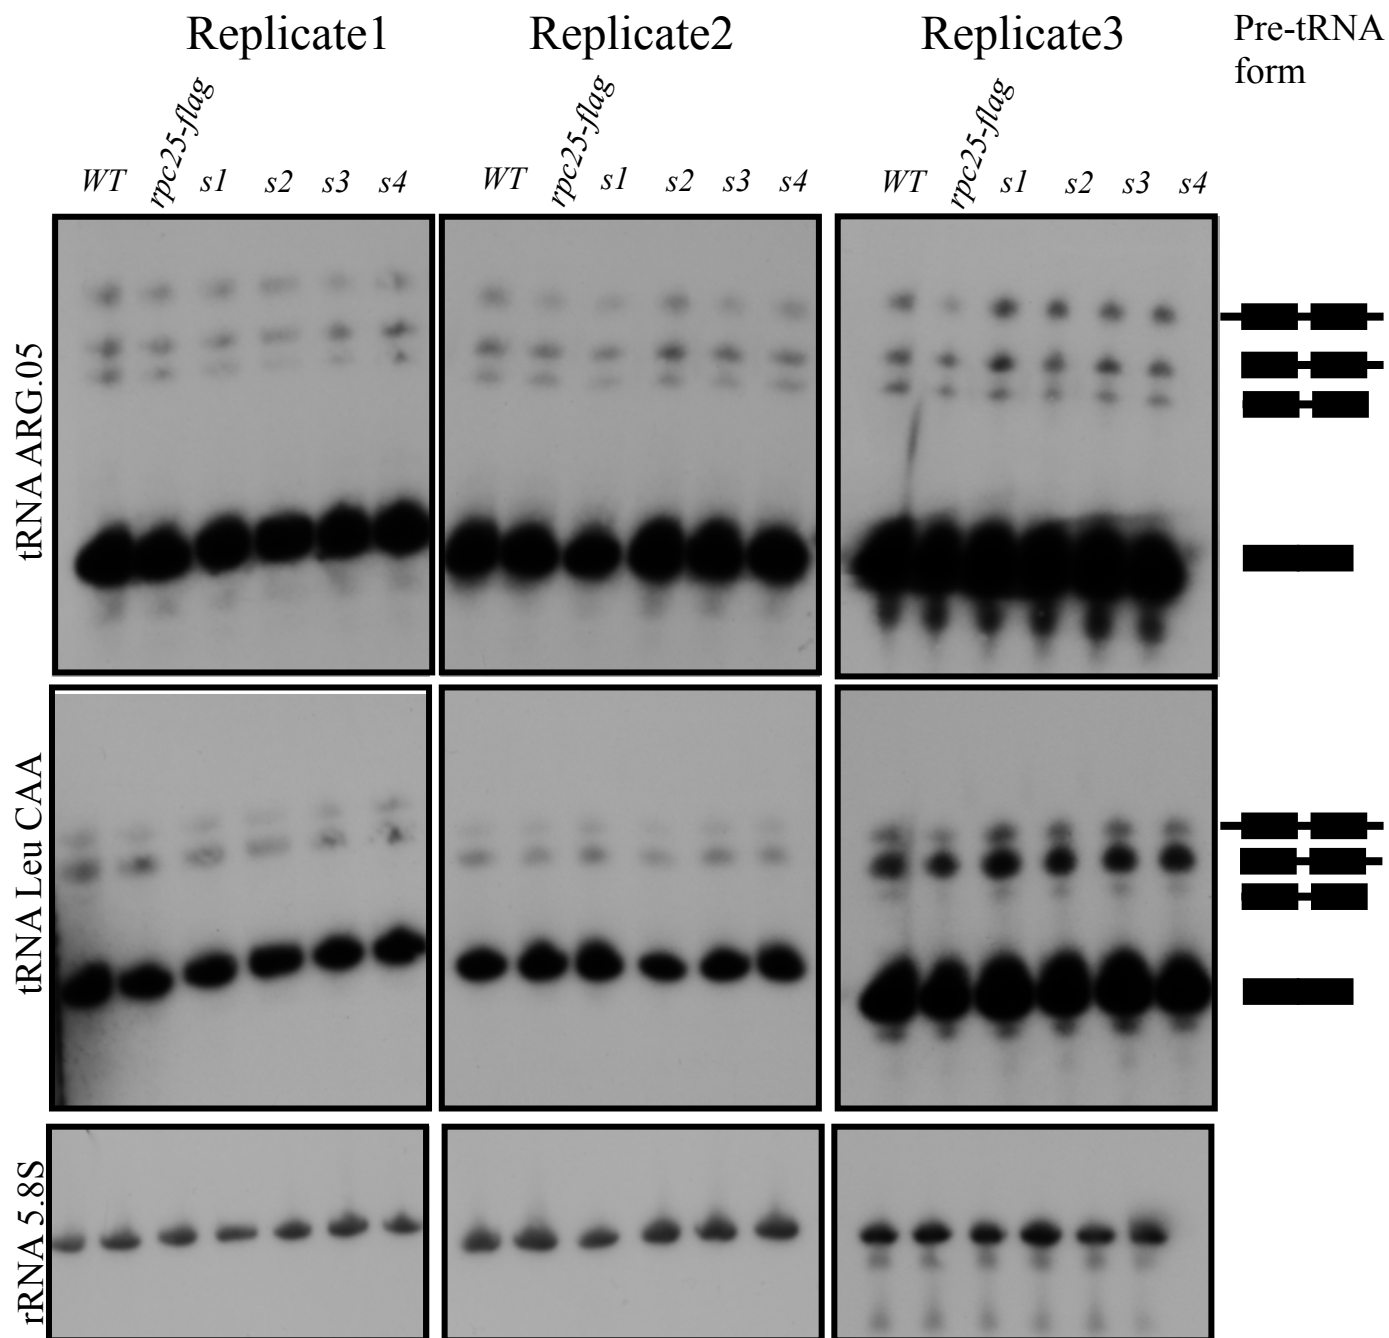 Replicate1 Replicate2 Replicate3
Pre-tRNA
form
WT rpc25-flag s1 s2 s3 s4
WT rpc25-flag s1 s2 s3 s4
WT rpc25-flag s1 s2 s3 s4
tRNA ARG.05
tRNA Leu CAA
rRNA 5.8S